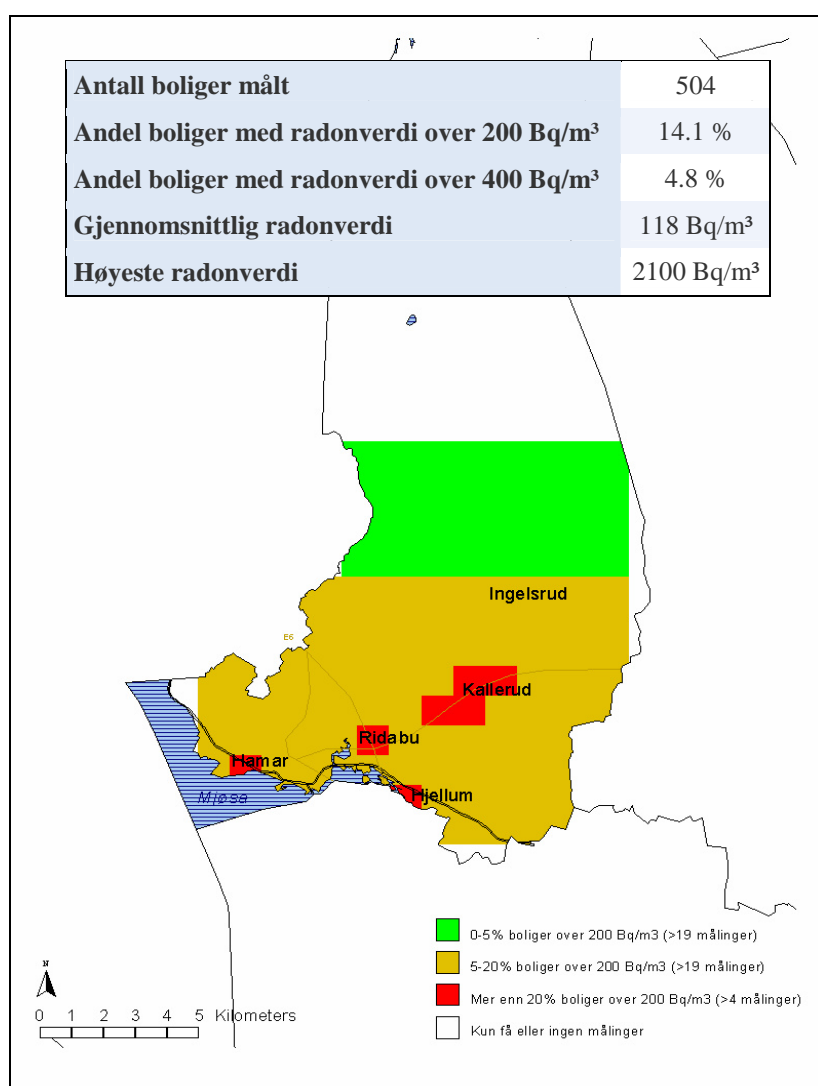 Antall boliger målt 504
Andel boliger med radonverdi over 200 Bq/m³ 14.1 %
Andel boliger med radonverdi over 400 Bq/m³ 4.8 %
Gjennomsnittlig radonverdi 118 Bq/m³
Høyeste radonverdi 2100 Bq/m³
Ingelsrud
E6
Kallerud
Ridabu
Hamar
Hjellum
Mjøsa
0-5% boliger over 200 Bq/m3 (>19 målinger)
5-20% boliger over 200 Bq/m3 (>19 målinger)
Mer enn 20% boliger over 200 Bq/m3 (>4 målinger)
Kun få eller ingen målinger
N
0 1 2 3 4 5 Kilometers